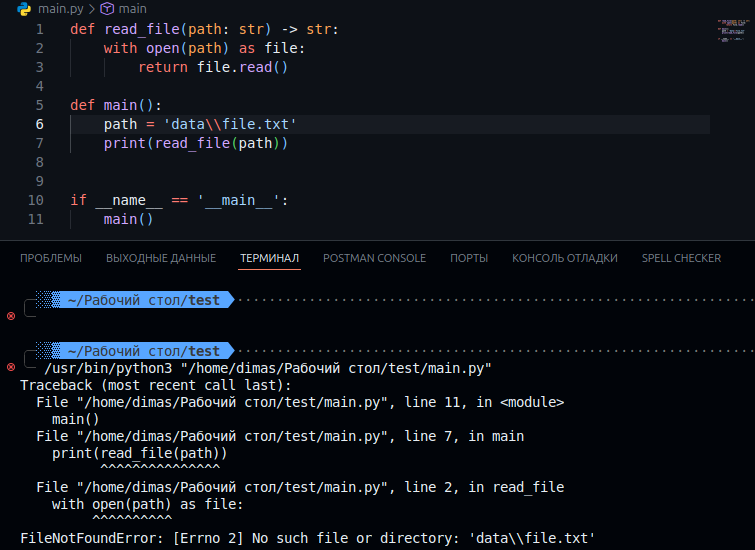 main.py > main
1 def read_file(path: str) -> str:
2 with open(path) as file:
3 return file.read()
4
5 def main():
6 path = 'data\\file.txt'
7 print(read_file(path))
8
9
10 if __name__ == '__main__':
11 main()
ПРОБЛЕМЫ ВЫХОДНЫЕ ДАННЫЕ ТЕРМИНАЛ POSTMAN CONSOLE ПОРТЫ КОНСОЛЬ ОТЛАДКИ SPELL CHECKER
~/Рабочий стол/test
~/Рабочий стол/test
/usr/bin/python3 "/home/dimas/Рабочий стол/test/main.py"
Traceback (most recent call last):
File "/home/dimas/Рабочий стол/test/main.py", line 11, in <module>
main()
File "/home/dimas/Рабочий стол/test/main.py", line 7, in main
print(read_file(path))
^^^^^^^^^^^^^^^
File "/home/dimas/Рабочий стол/test/main.py", line 2, in read_file
with open(path) as file:
^^^^^^^^^^
FileNotFoundError: [Errno 2] No such file or directory: 'data\\file.txt'